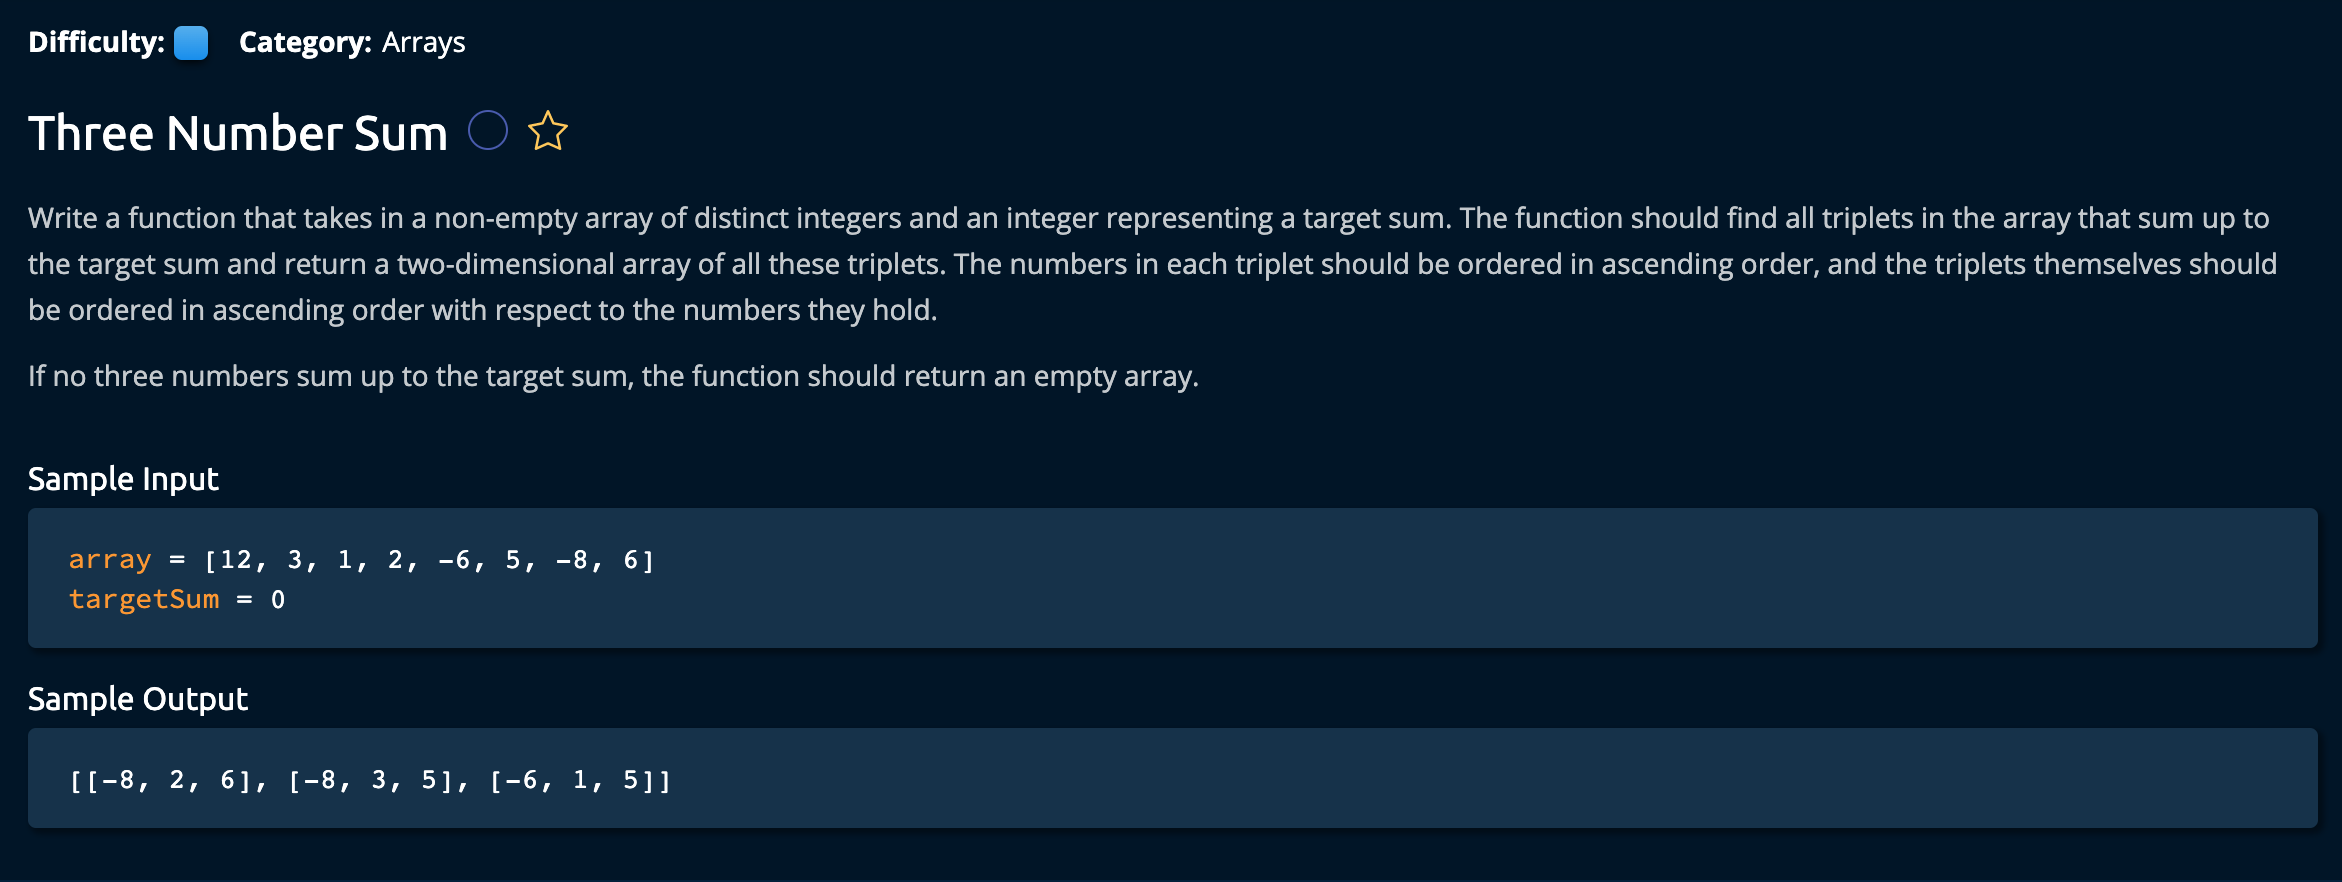 Difficulty: Category: Arrays
Three Number Sum
Write a function that takes in a non-empty array of distinct integers and an integer representing a target sum. The function should find all triplets in the array that sum up to
the target sum and return a two-dimensional array of all these triplets. The numbers in each triplet should be ordered in ascending order, and the triplets themselves should
be ordered in ascending order with respect to the numbers they hold.
If no three numbers sum up to the target sum, the function should return an empty array.
Sample Input
array = [12, 3, 1, 2, -6, 5, -8, 6]
targetSum = 0
Sample Output
[[-8, 2, 6], [-8, 3, 5], [-6, 1, 5]]